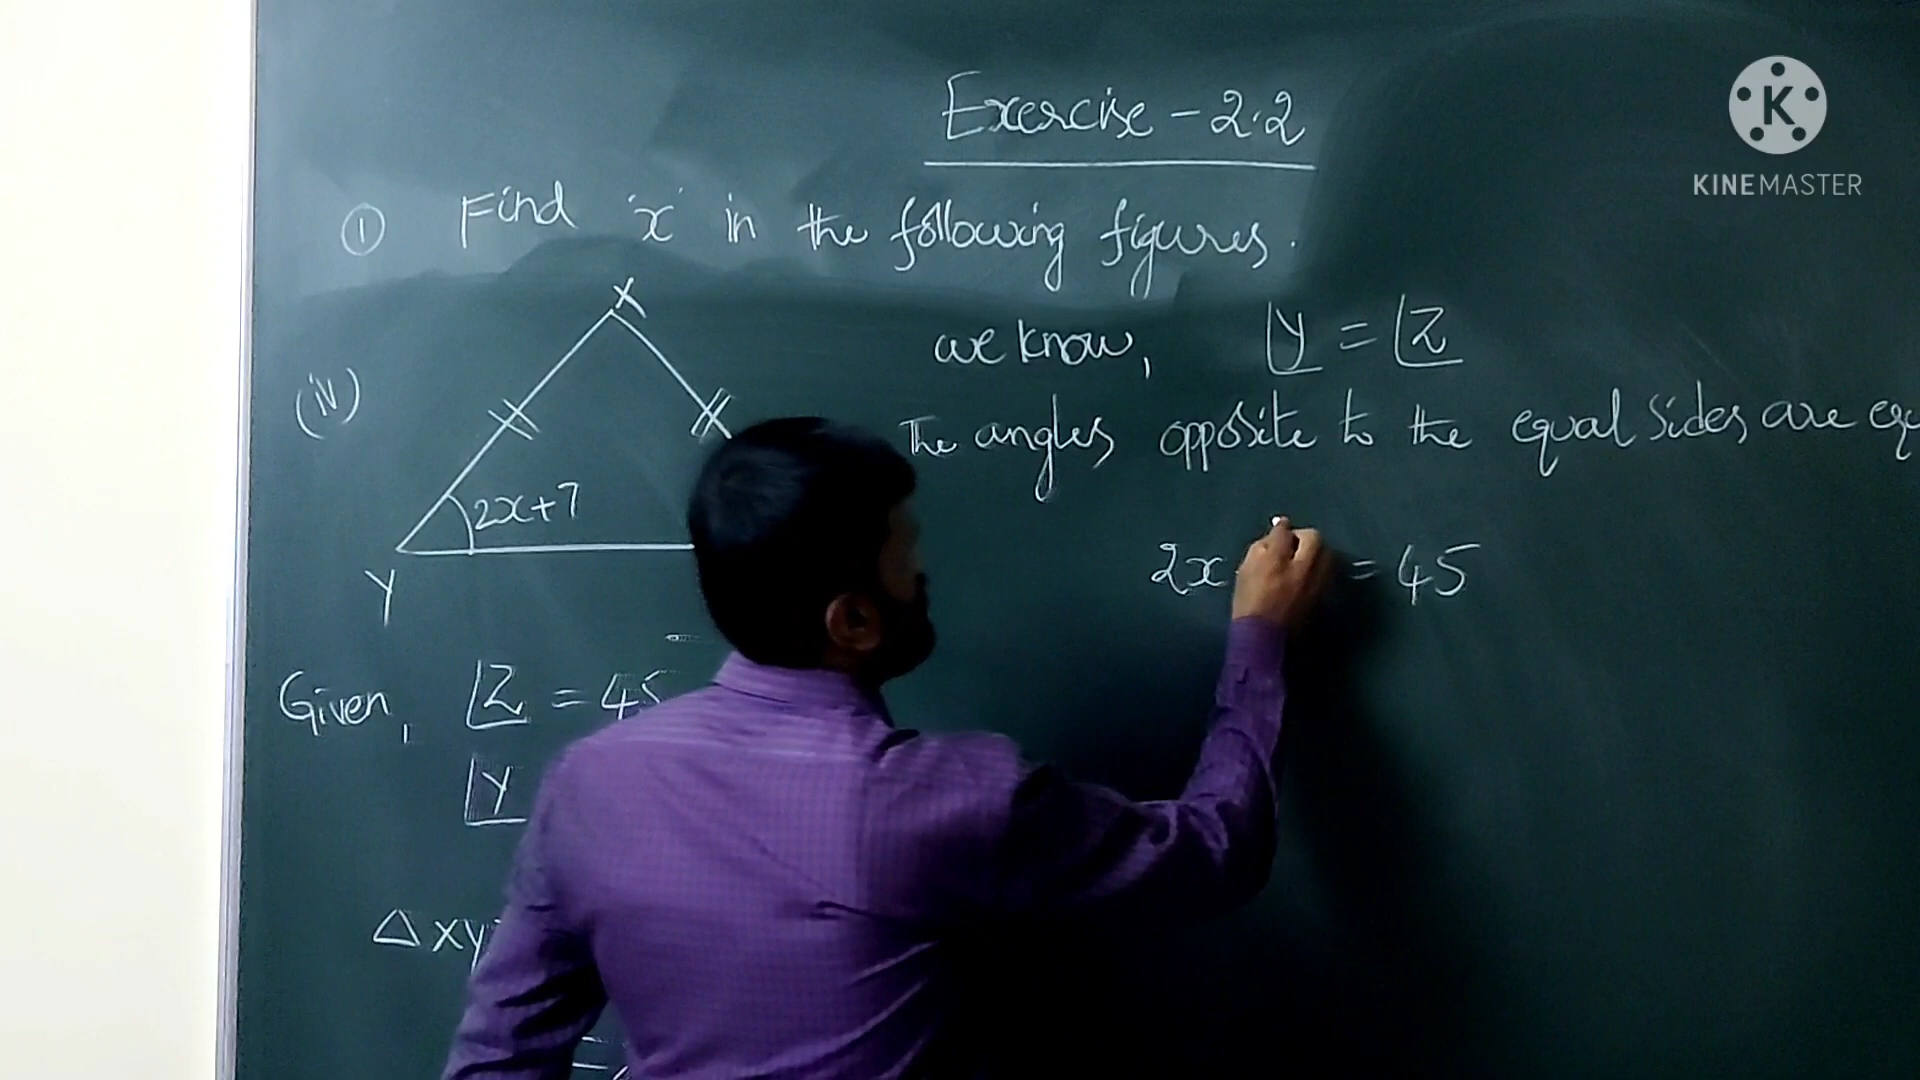 Exercise - 2.2
① Find 'x' in the following figures.
(iv)
X
2x+7
Y
Given, ∠Z = 45
∠Y
△xy
=
we know, ∠y = ∠Z
The angles opposite to the equal sides are
2x = 45
K
KINEMASTER